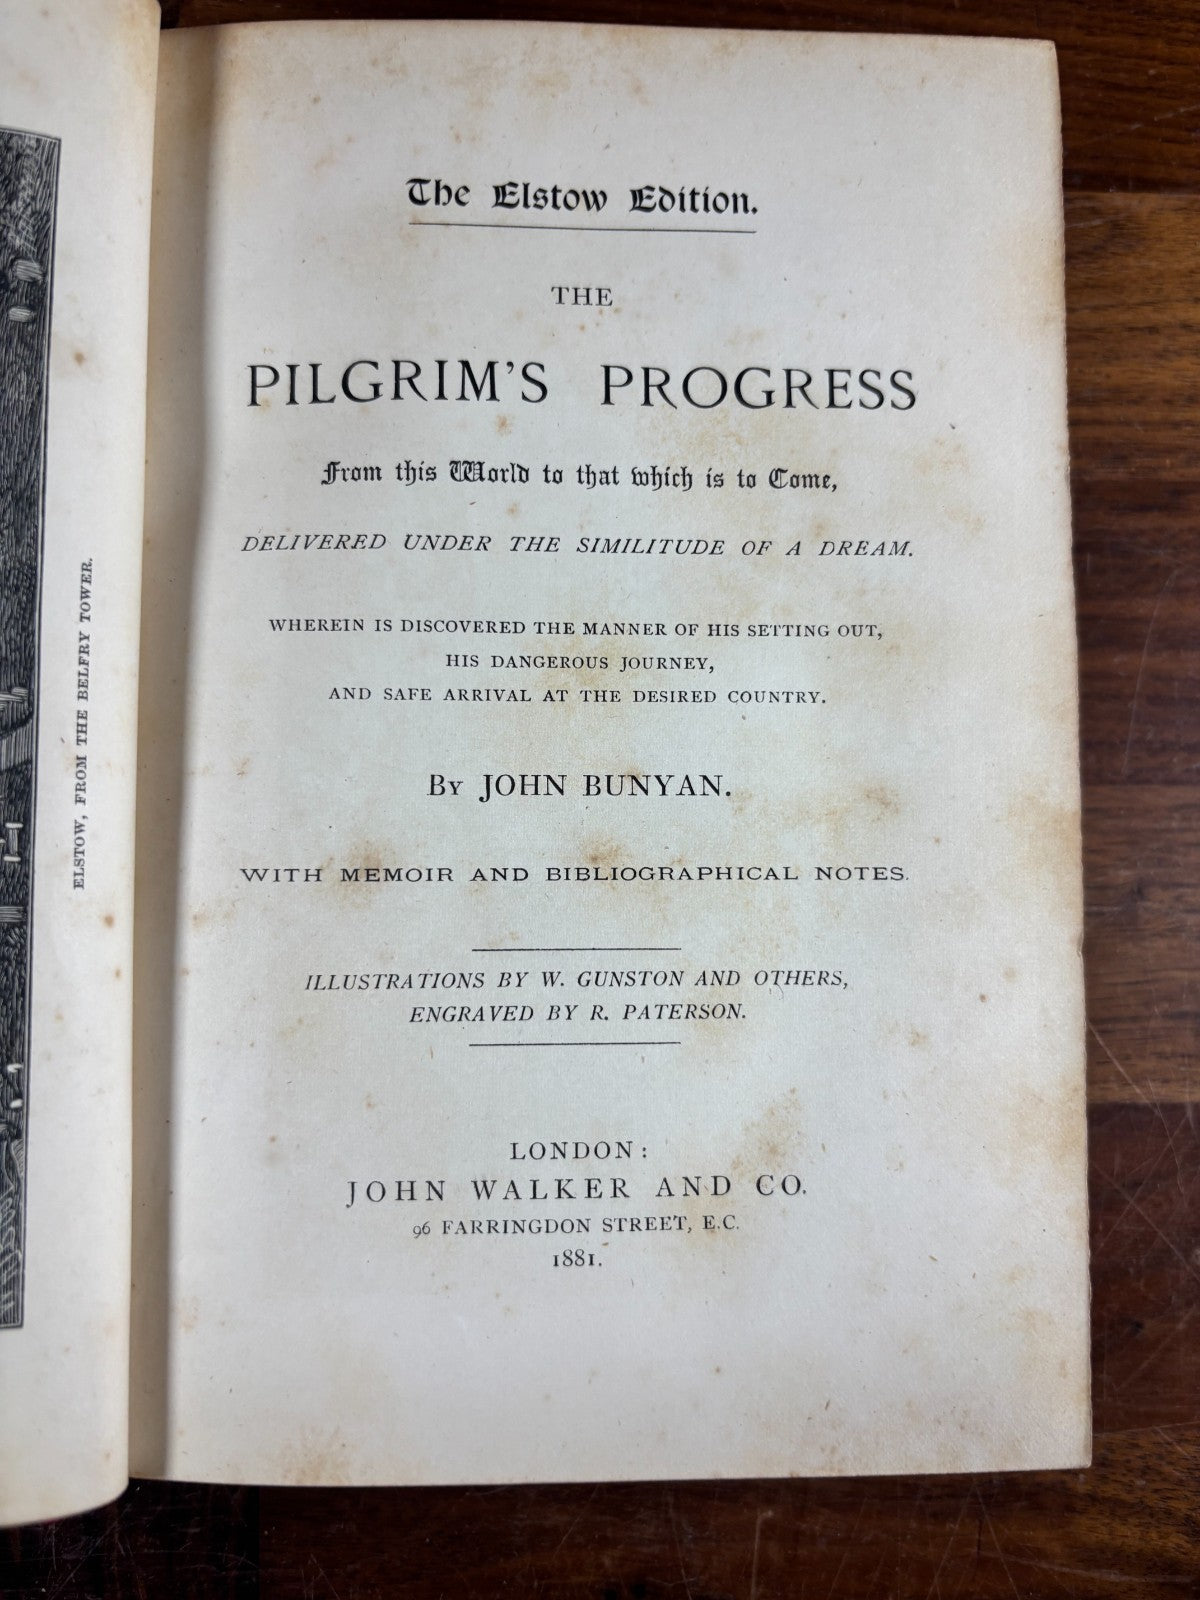 ELSTOW, FROM THE BELFRY TOWER.
The Elstow Edition.
THE
PILGRIM'S PROGRESS
From this World to that which is to Come,
DELIVERED UNDER THE SIMILITUDE OF A DREAM.
WHEREIN IS DISCOVERED THE MANNER OF HIS SETTING OUT,
HIS DANGEROUS JOURNEY,
AND SAFE ARRIVAL AT THE DESIRED COUNTRY.
BY JOHN BUNYAN.
WITH MEMOIR AND BIBLIOGRAPHICAL NOTES.
ILLUSTRATIONS BY W. GUNSTON AND OTHERS,
ENGRAVED BY R. PATERSON.
LONDON:
JOHN WALKER AND CO.
96 FARRINGDON STREET, E.C.
1881.